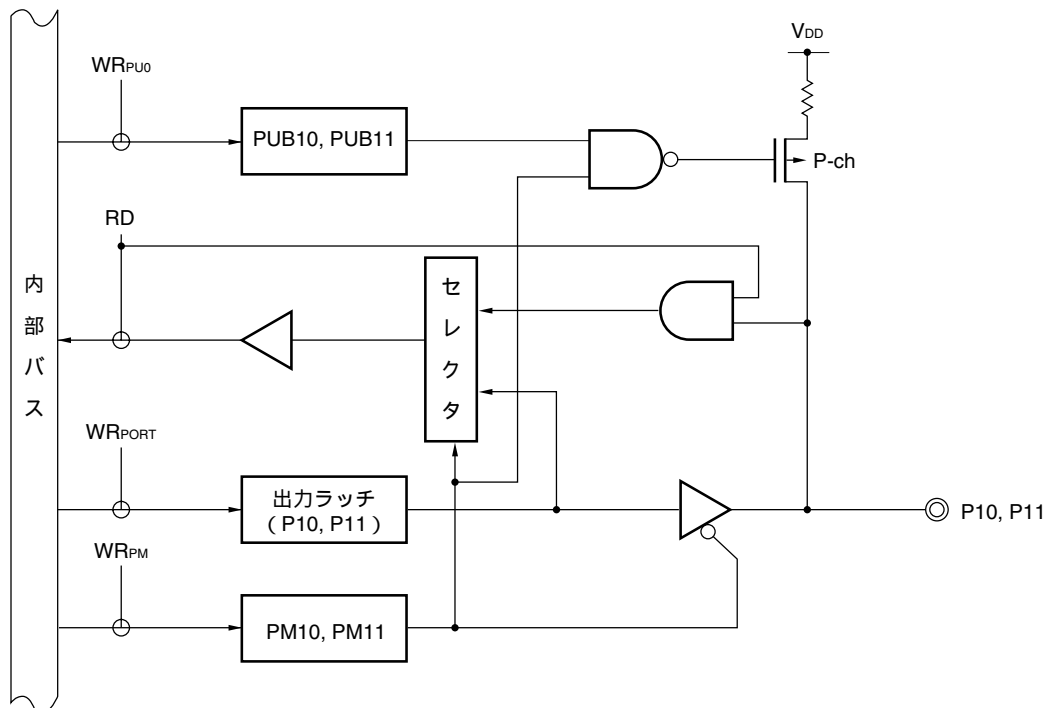 VDD
WRPU0
PUB10, PUB11
P-ch
RD
内部バス
セレクタ
WRPORT
出力ラッチ
（P10, P11）
P10, P11
WRPM
PM10, PM11